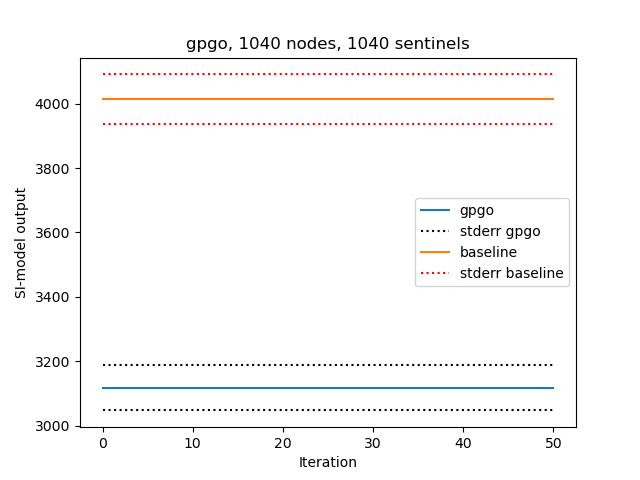 gpgo, 1040 nodes, 1040 sentinels
4000
3800
3600
3400
3200
3000
SI-model output
gpgo
stderr gpgo
baseline
stderr baseline
0 10 20 30 40 50
Iteration